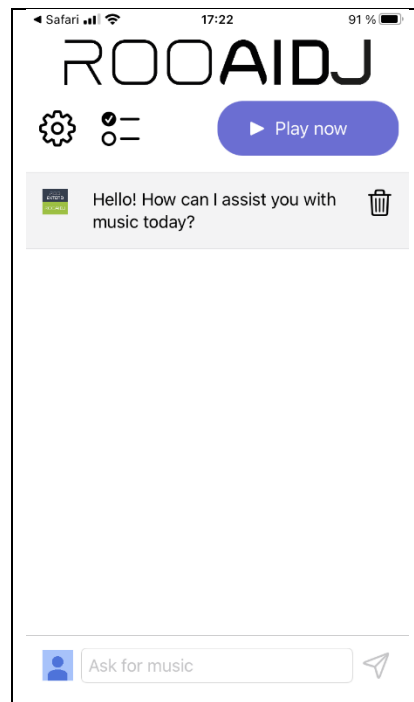 ◀ Safari 17:22 91 %
ROOAIDJ
Play now
Hello! How can I assist you with
music today?
Ask for music